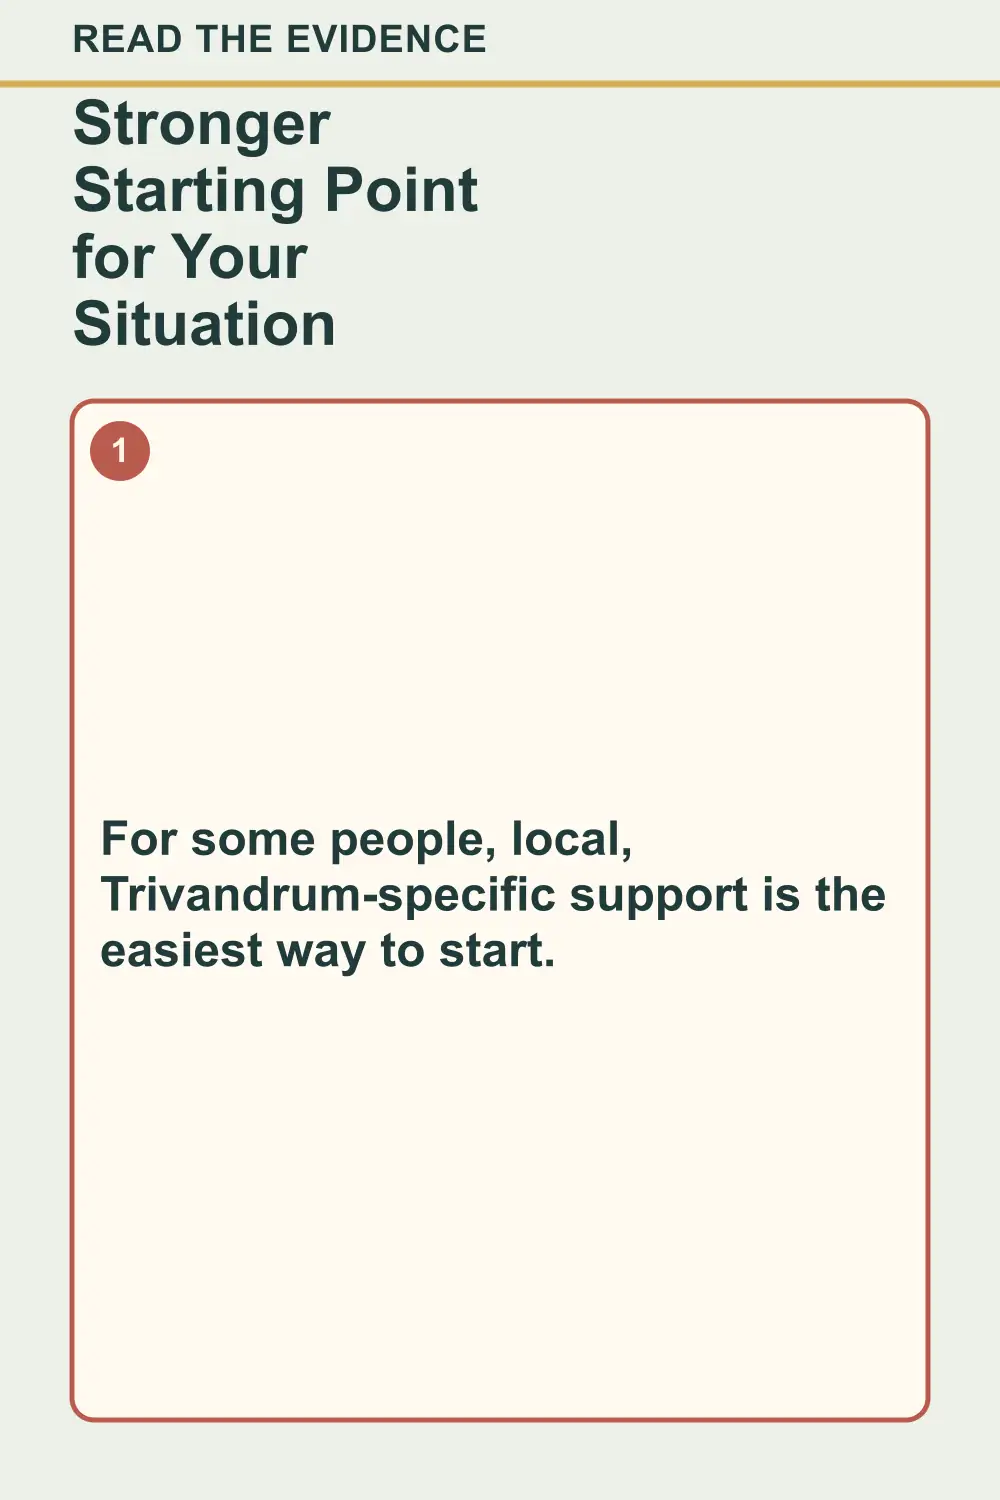 READ THE EVIDENCE
Stronger
Starting Point
for Your
Situation
1
For some people, local,
Trivandrum-specific support is the
easiest way to start.